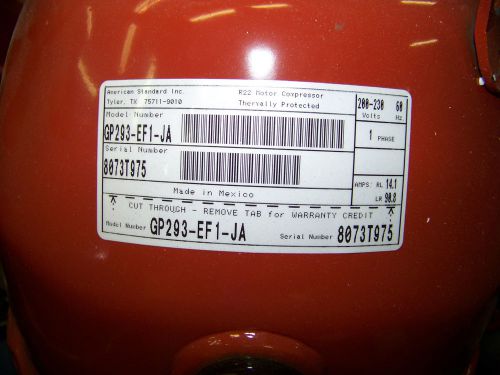 American Standard Inc.
Tyler, TX 75711-9010
R22 Motor Compressor
Thermally Protected
200-230 60
Volts Hz
Model Number
GP293-EF1-JA
1 PHASE
Serial Number
8073T975
AMPS: RL 14.1
LR 90.8
Made in Mexico
CUT THROUGH - REMOVE TAB for WARRANTY CREDIT
Model Number GP293-EF1-JA Serial Number 8073T975